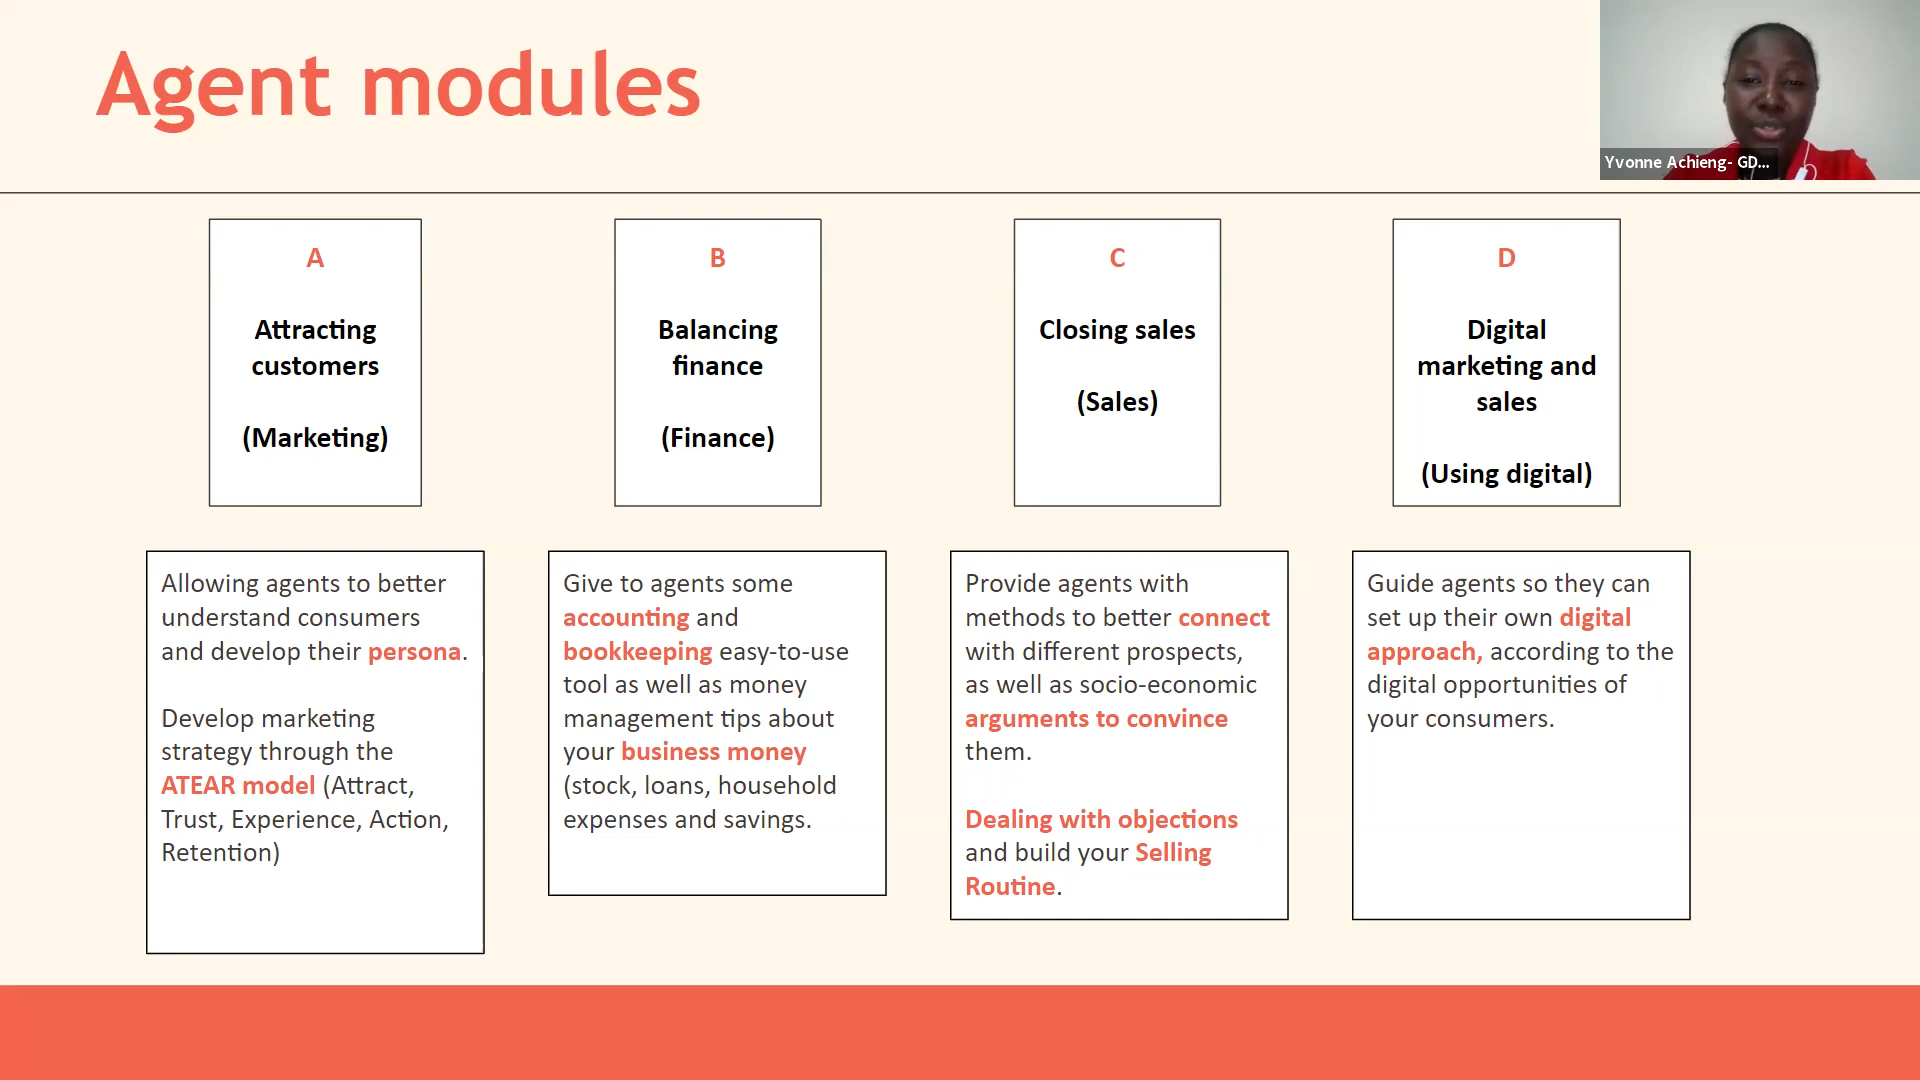 Agent modules
Yvonne Achieng- GD...
A
Attracting
customers
(Marketing)
B
Balancing
finance
(Finance)
C
Closing sales
(Sales)
D
Digital
marketing and
sales
(Using digital)
Allowing agents to better
understand consumers
and develop their persona.
Develop marketing
strategy through the
ATEAR model (Attract,
Trust, Experience, Action,
Retention)
Give to agents some
accounting and
bookkeeping easy-to-use
tool as well as money
management tips about
your business money
(stock, loans, household
expenses and savings.
Provide agents with
methods to better connect
with different prospects,
as well as socio-economic
arguments to convince
them.
Dealing with objections
and build your Selling
Routine.
Guide agents so they can
set up their own digital
approach, according to the
digital opportunities of
your consumers.